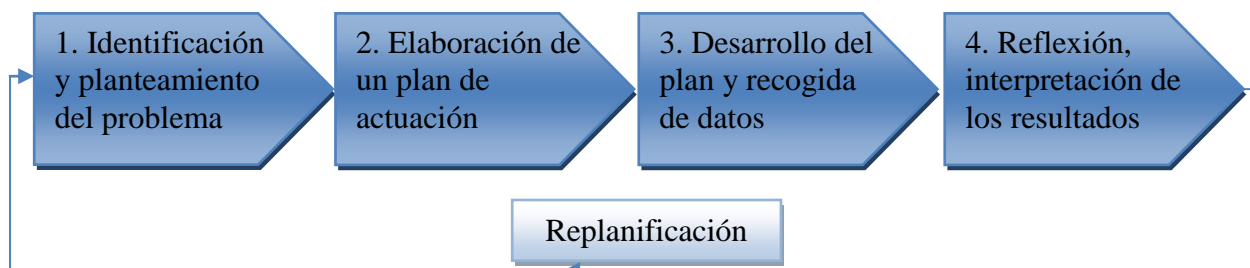 1. Identificación
y planteamiento
del problema
2. Elaboración de
un plan de
actuación
3. Desarrollo del
plan y recogida
de datos
4. Reflexión,
interpretación de
los resultados
Replanificación